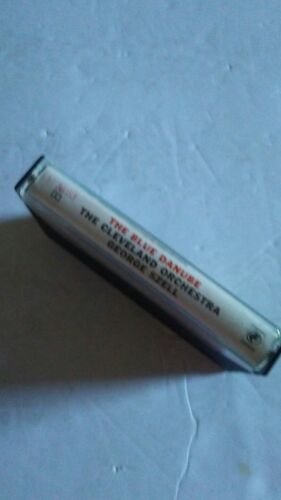 THE BLUE DANUBE
THE CLEVELAND ORCHESTRA
GEORGE SZELL